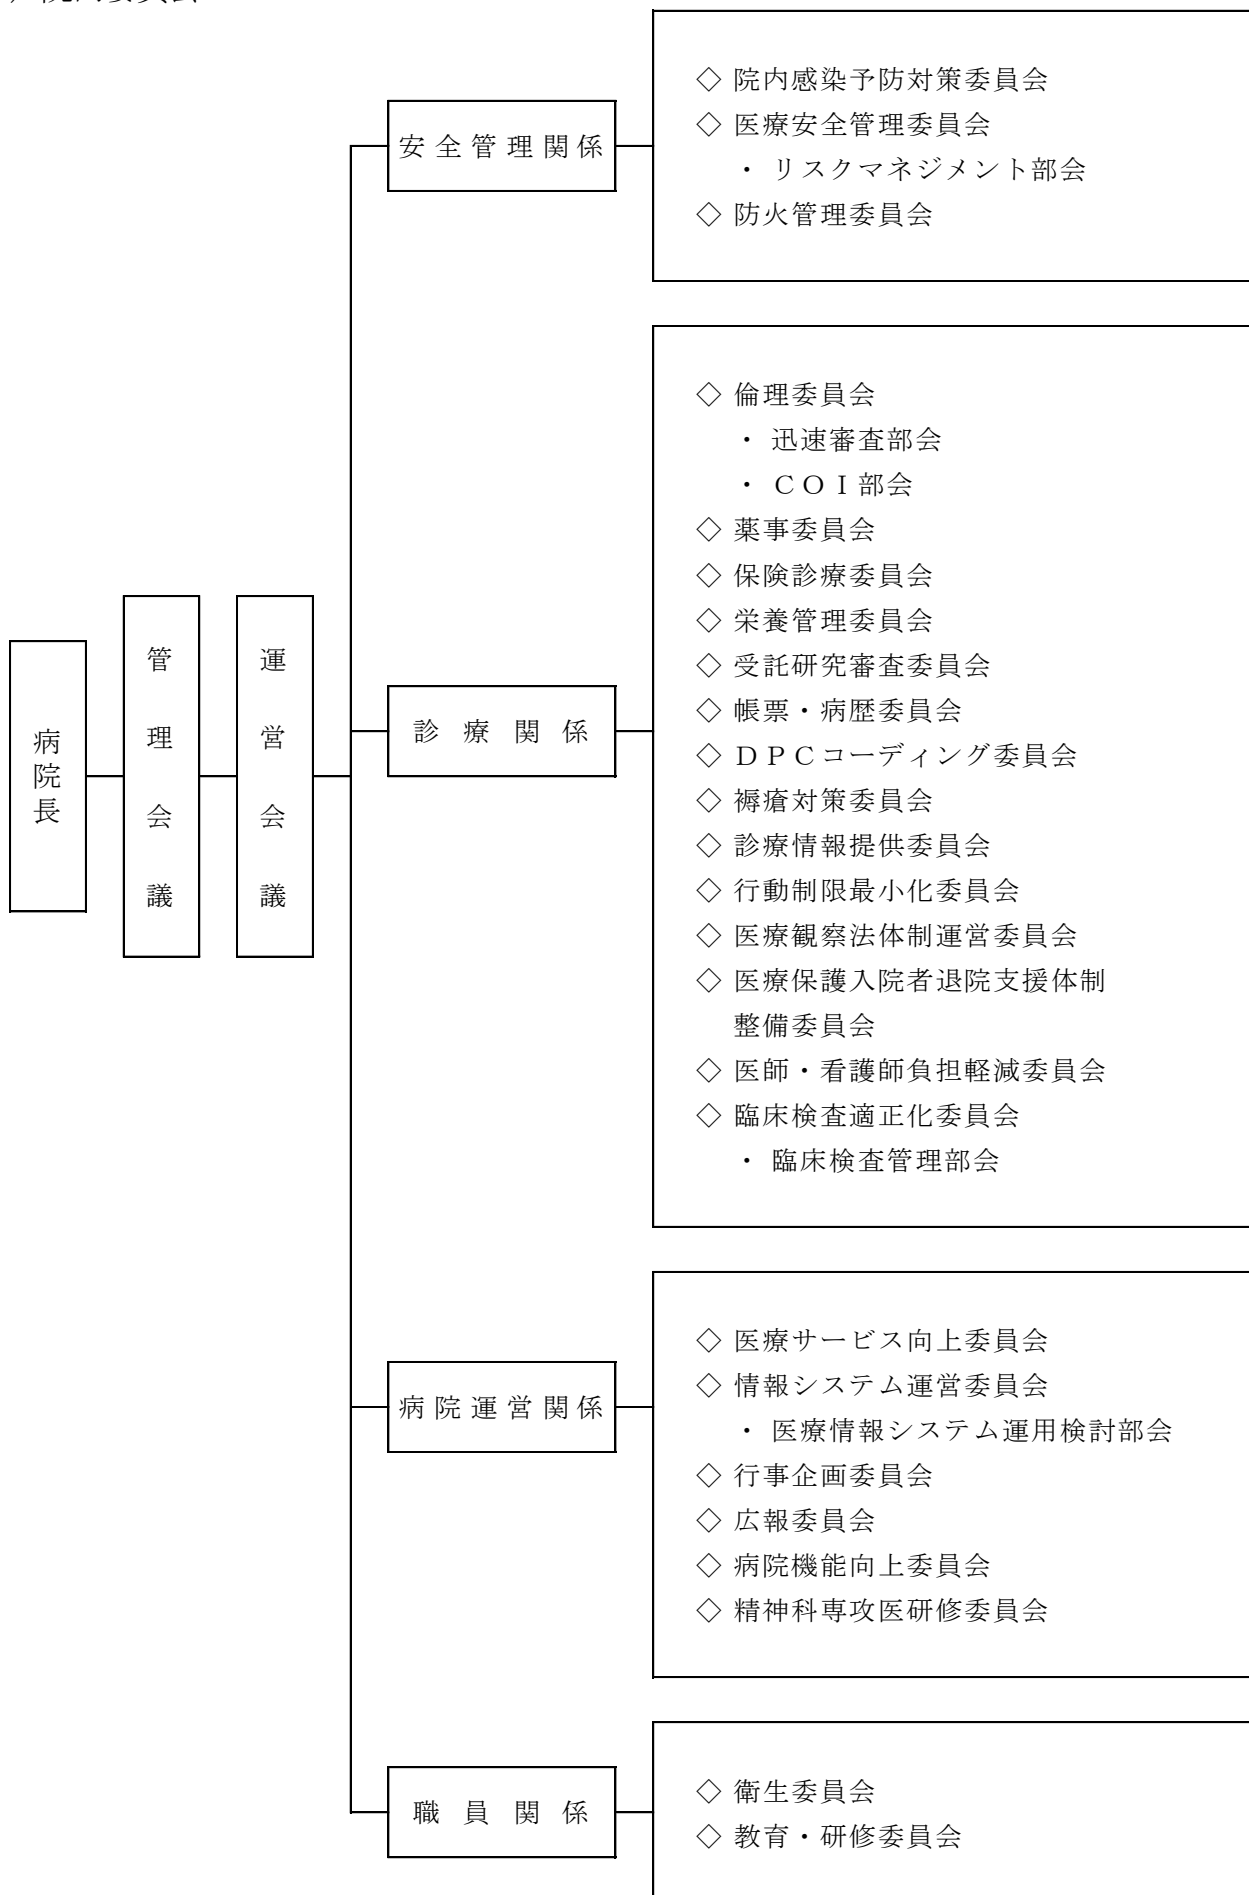 病院長
管理会議
運営会議
安全管理関係
◇ 院内感染予防対策委員会
◇ 医療安全管理委員会
・ リスクマネジメント部会
◇ 防火管理委員会
診療関係
◇ 倫理委員会
・ 迅速審査部会
・ ＣＯＩ部会
◇ 薬事委員会
◇ 保険診療委員会
◇ 栄養管理委員会
◇ 受託研究審査委員会
◇ 帳票・病歴委員会
◇ ＤＰＣコーディング委員会
◇ 褥瘡対策委員会
◇ 診療情報提供委員会
◇ 行動制限最小化委員会
◇ 医療観察法体制運営委員会
◇ 医療保護入院者退院支援体制
整備委員会
◇ 医師・看護師負担軽減委員会
◇ 臨床検査適正化委員会
・ 臨床検査管理部会
病院運営関係
◇ 医療サービス向上委員会
◇ 情報システム運営委員会
・ 医療情報システム運用検討部会
◇ 行事企画委員会
◇ 広報委員会
◇ 病院機能向上委員会
◇ 精神科専攻医研修委員会
職員関係
◇ 衛生委員会
◇ 教育・研修委員会